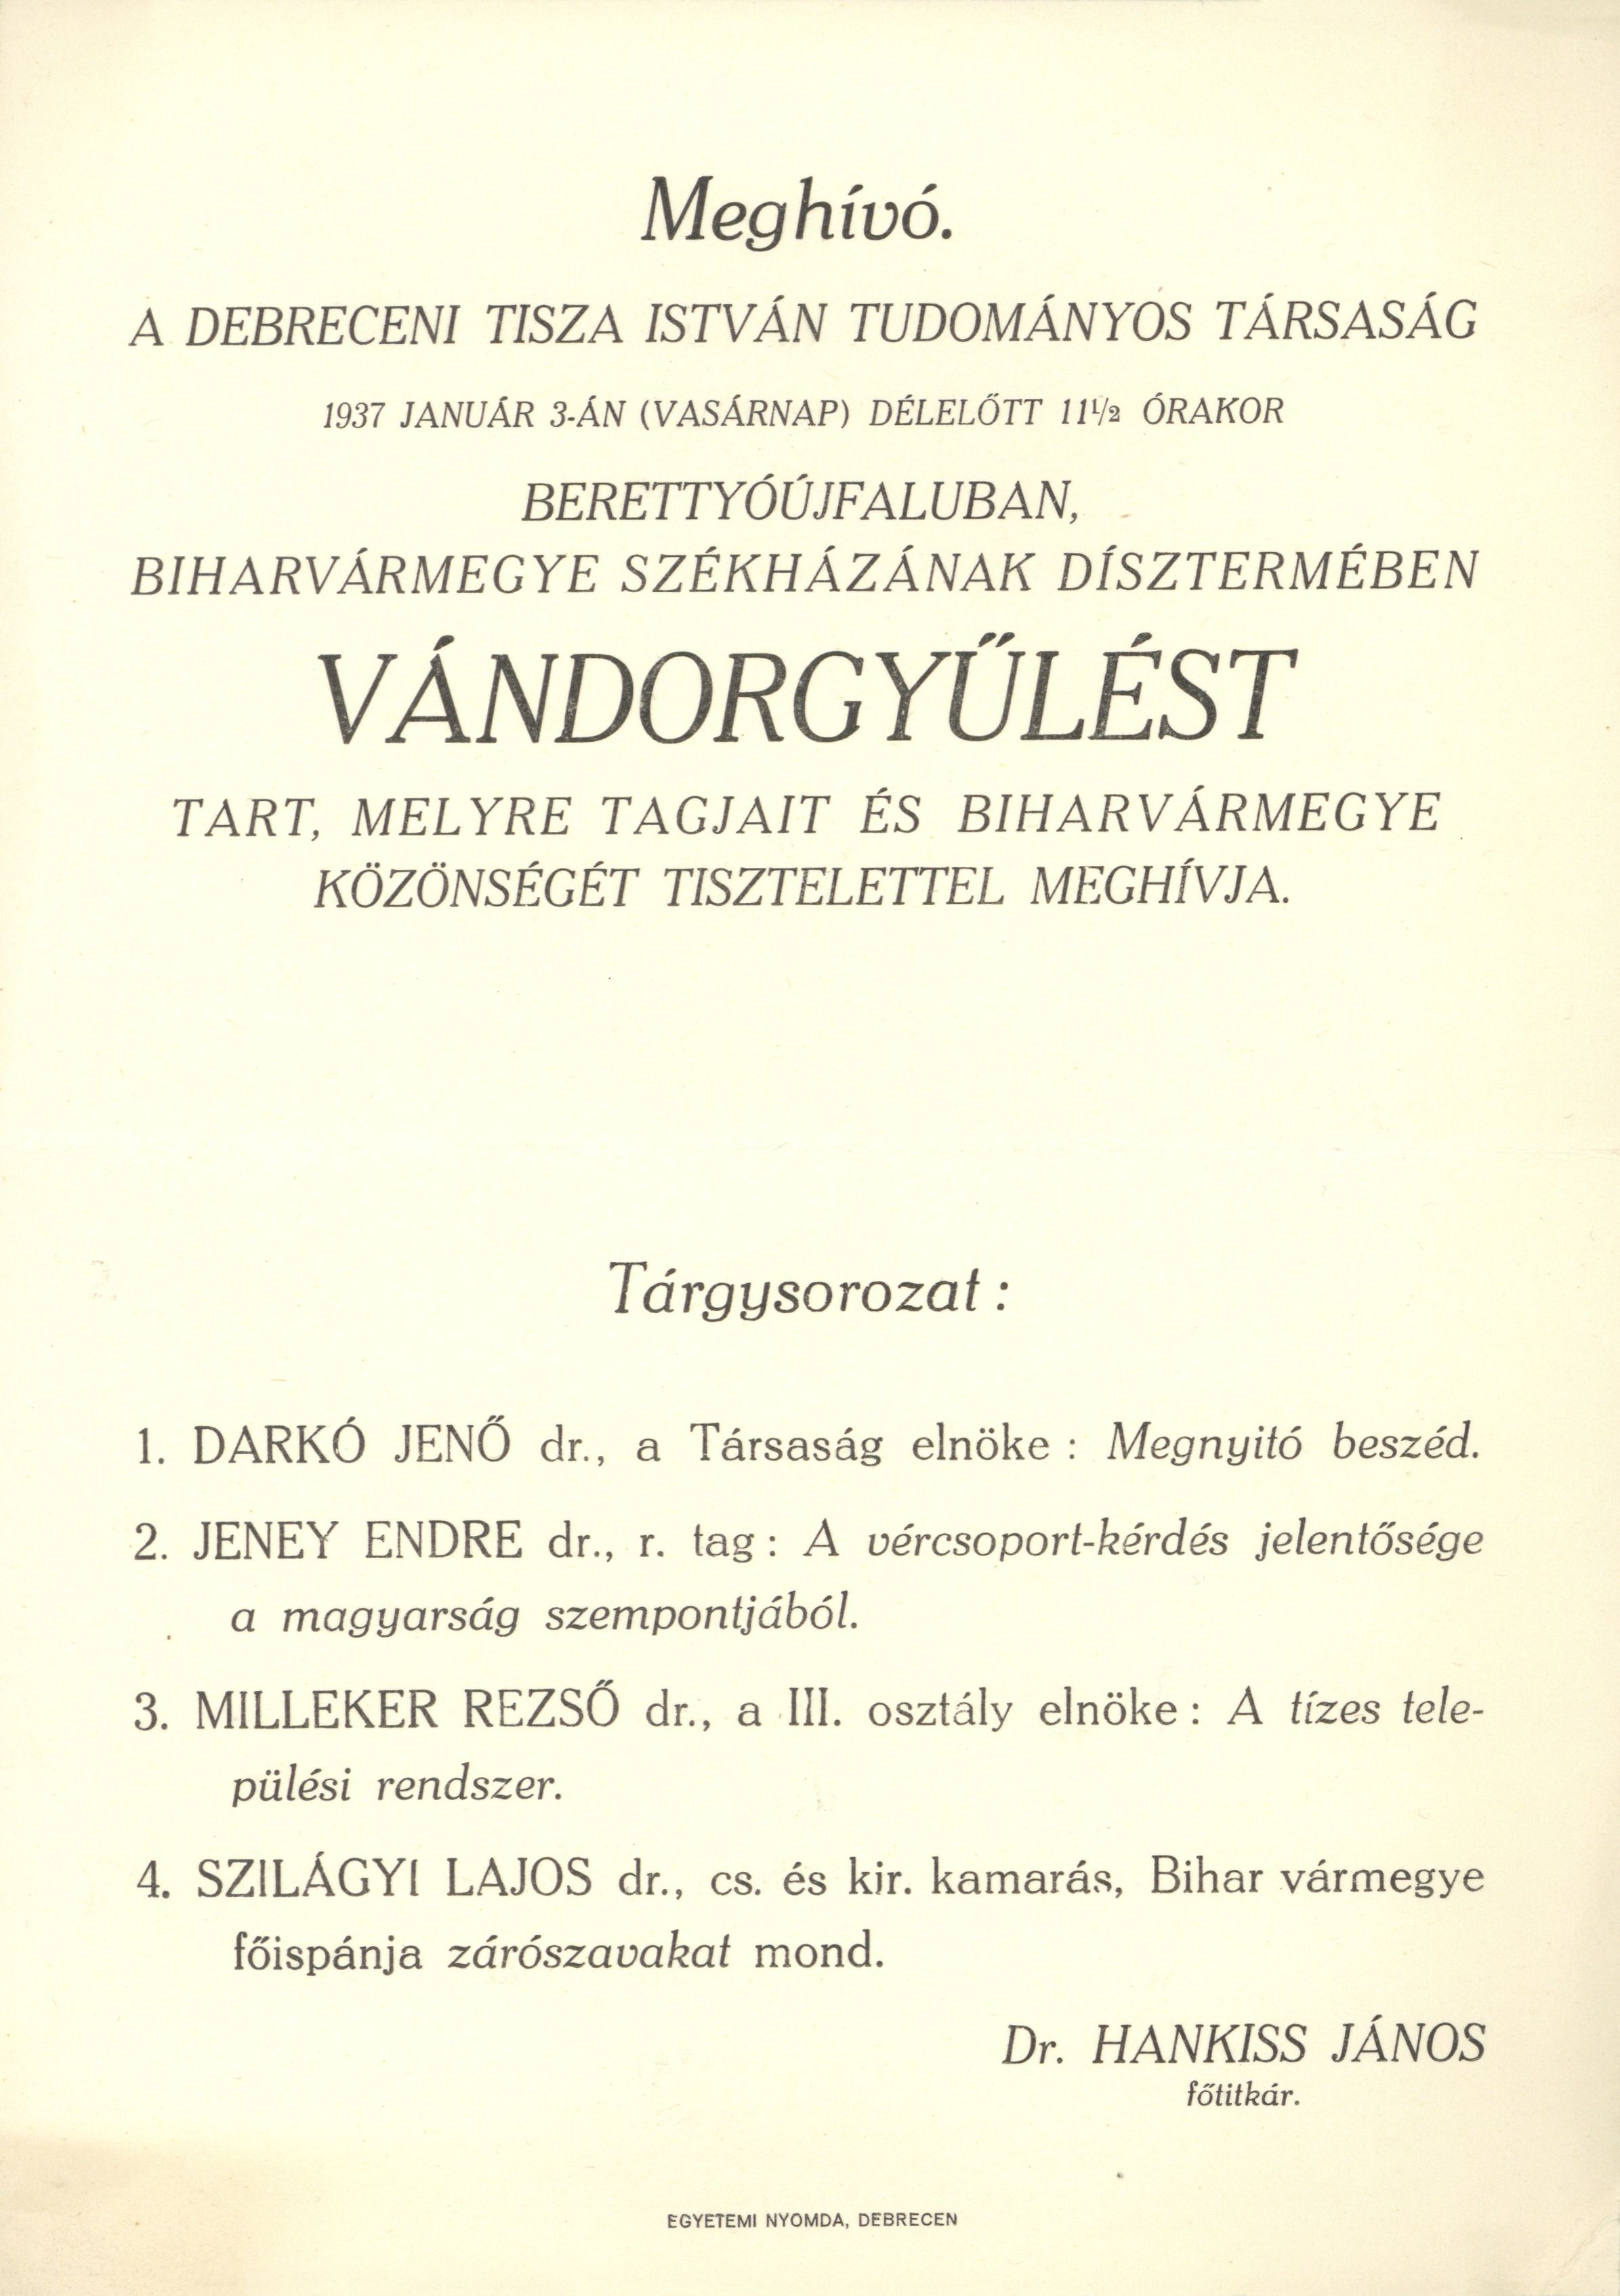 Meghívó.
A DEBRECENI TISZA ISTVÁN TUDOMÁNYOS TÁRSASÁG
1937 JANUÁR 3-ÁN (VASÁRNAP) DÉLELŐTT 11½ ÓRAKOR
BERETTYÓÚJFALUBAN,
BIHARVÁRMEGYE SZÉKHÁZÁNAK DÍSZTERMÉBEN
VÁNDORGYŰLÉST
TART, MELYRE TAGJAIT ÉS BIHARVÁRMEGYE
KÖZÖNSÉGÉT TISZTELETTEL MEGHÍVJA.
Tárgysorozat :
1. DARKÓ JENŐ dr., a Társaság elnöke : Megnyitó beszéd.
2. JENEY ENDRE dr., r. tag : A vércsoport-kérdés jelentősége
a magyarság szempontjából.
3. MILLEKER REZSŐ dr., a III. osztály elnöke : A tízes tele-
pülési rendszer.
4. SZILÁGYI LAJOS dr., cs. és kir. kamarás, Bihar vármegye
főispánja zárószavakat mond.
Dr. HANKISS JÁNOS
főtitkár.
EGYETEMI NYOMDA, DEBRECEN